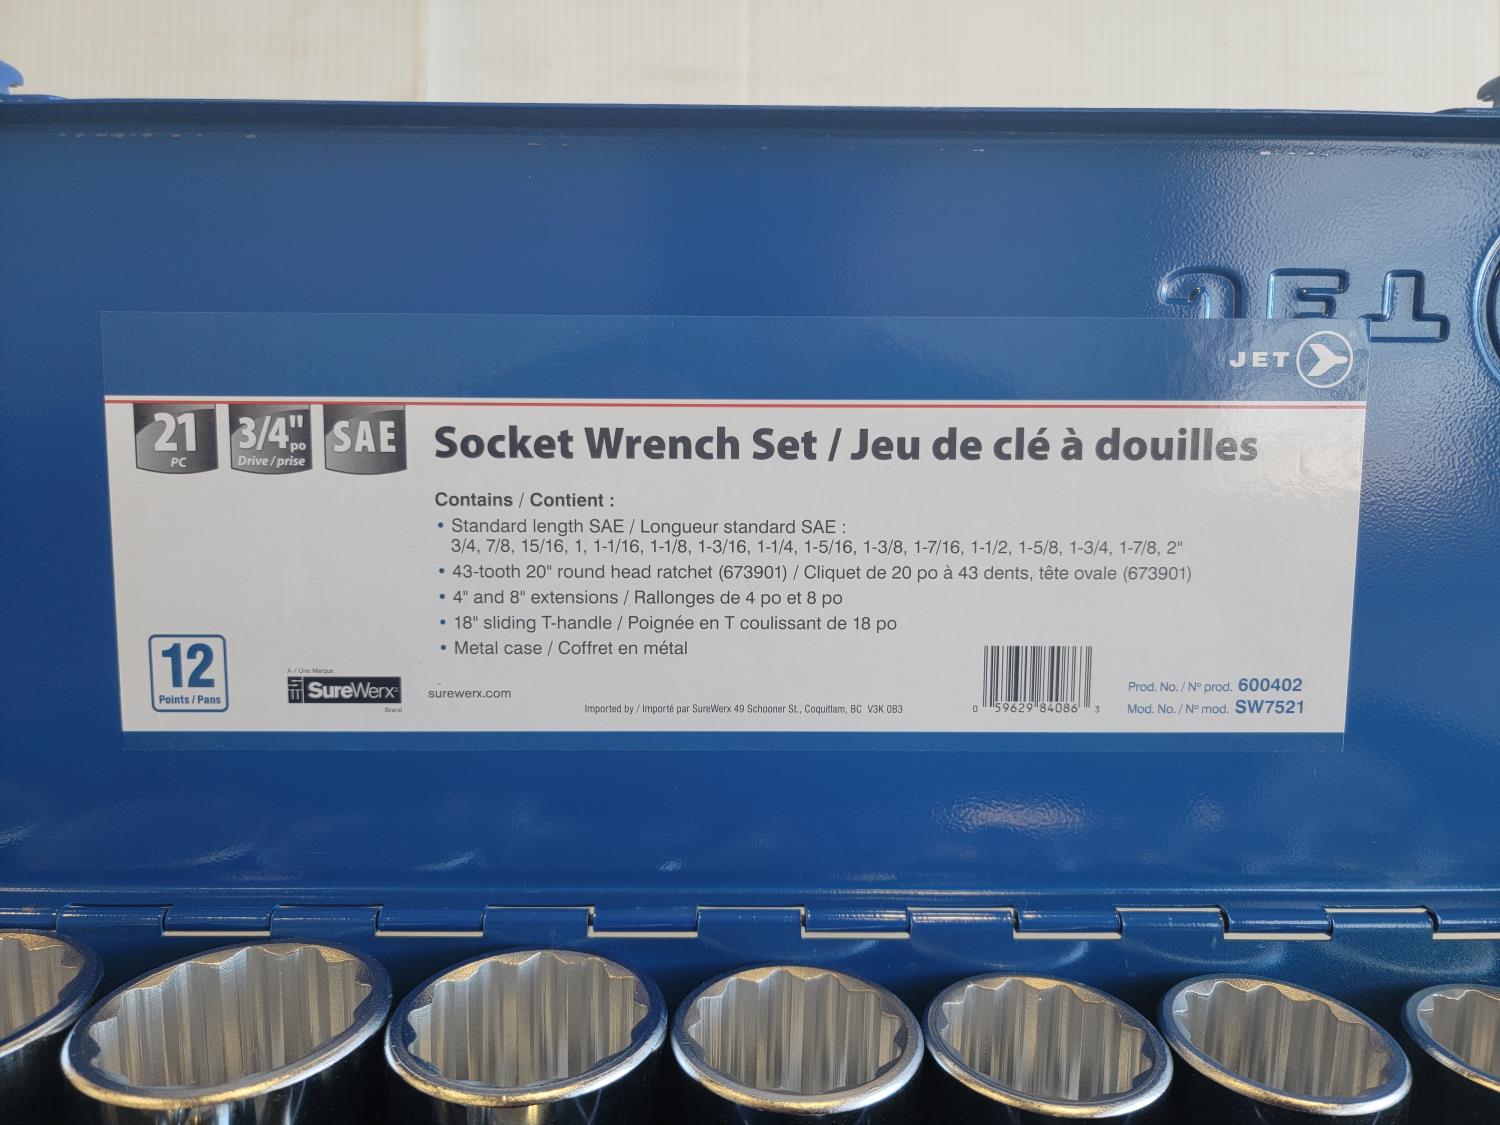 JET
JET
21 PC
3/4" po Drive / prise
SAE
Socket Wrench Set / Jeu de clé à douilles
Contains / Contient :
• Standard length SAE / Longueur standard SAE :
3/4, 7/8, 15/16, 1, 1-1/16, 1-1/8, 1-3/16, 1-1/4, 1-5/16, 1-3/8, 1-7/16, 1-1/2, 1-5/8, 1-3/4, 1-7/8, 2"
• 43-tooth 20" round head ratchet (673901) / Cliquet de 20 po à 43 dents, tête ovale (673901)
• 4" and 8" extensions / Rallonges de 4 po et 8 po
• 18" sliding T-handle / Poignée en T coulissant de 18 po
• Metal case / Coffret en métal
12
Points / Pans
A / Une Marque
SureWerx
Brand
surewerx.com
Imported by / Importé par SureWerx 49 Schooner St., Coquitlam, BC V3K 0B3
0 59629 84086 3
Prod. No. / Nº prod. 600402
Mod. No. / Nº mod. SW7521